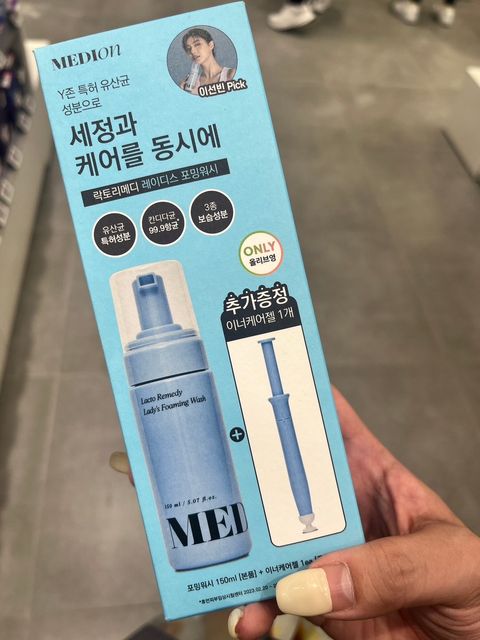 MEDION
이선빈 Pick
Y존 특허 유산균
성분으로
세정과
케어를 동시에
락토리메디 레이디스 포밍워시
유산균
특허성분
칸디다균
99.9항균*
3종
보습성분
ONLY
올리브영
추가증정
이너케어젤 1개
Lacto Remedy
Lady's Foaming Wash
150 ml / 5.07 fl.oz.
MED
+
포밍워시 150ml [본품] + 이너케어젤 1ea
2023.02.20 ~